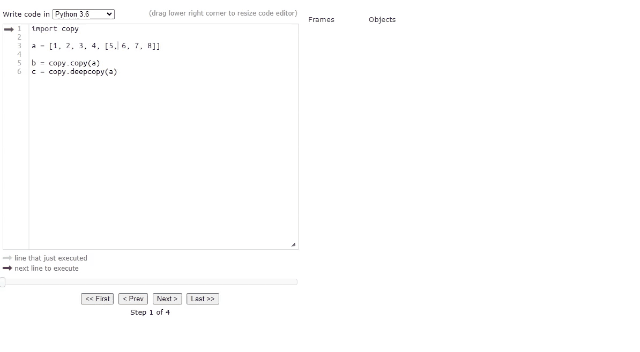 Write code in Python 3.6
(drag lower right corner to resize code editor)
Frames
Objects
1 import copy
2
3 a = [1, 2, 3, 4, [5, 6, 7, 8]]
4
5 b = copy.copy(a)
6 c = copy.deepcopy(a)
line that just executed
next line to execute
<< First
< Prev
Next >
Last >>
Step 1 of 4